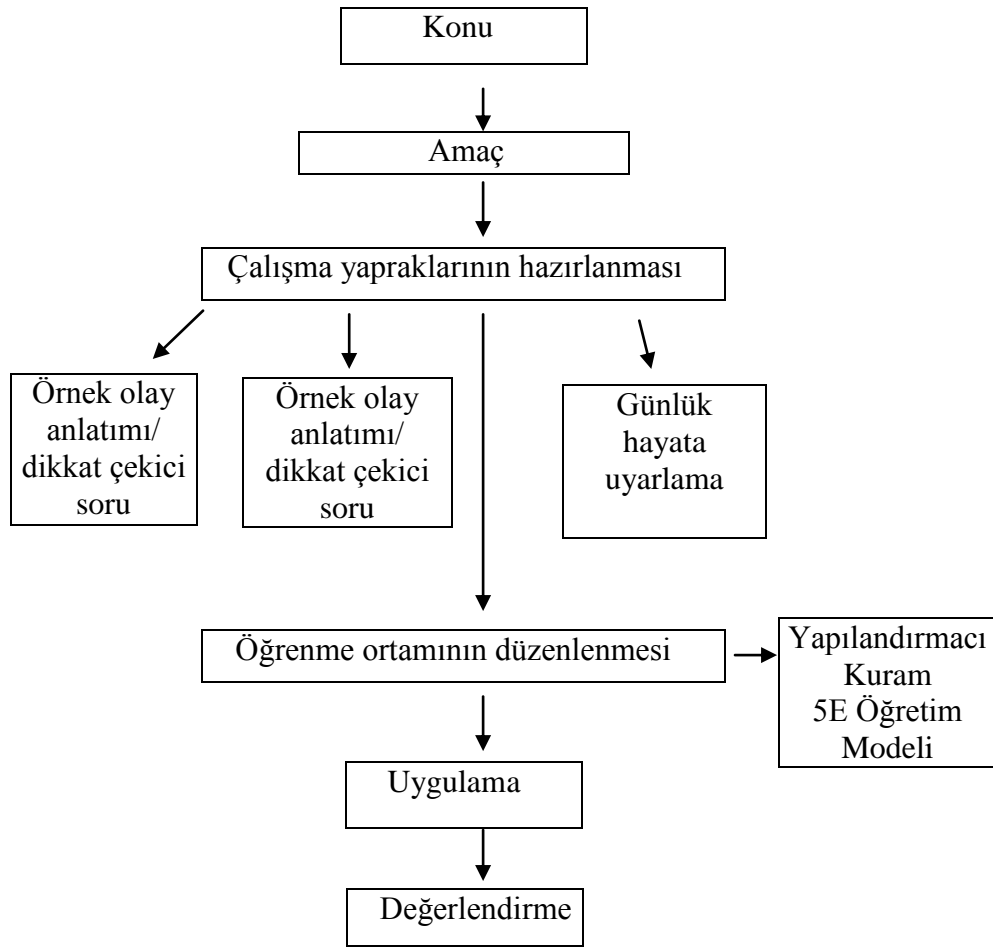 Konu
Amaç
Çalışma yapraklarının hazırlanması
Örnek olay
anlatımı/
dikkat çekici
soru
Örnek olay
anlatımı/
dikkat çekici
soru
Günlük
hayata
uyarlama
Öğrenme ortamının düzenlenmesi
Yapılandırmacı
Kuram
5E Öğretim
Modeli
Uygulama
Değerlendirme